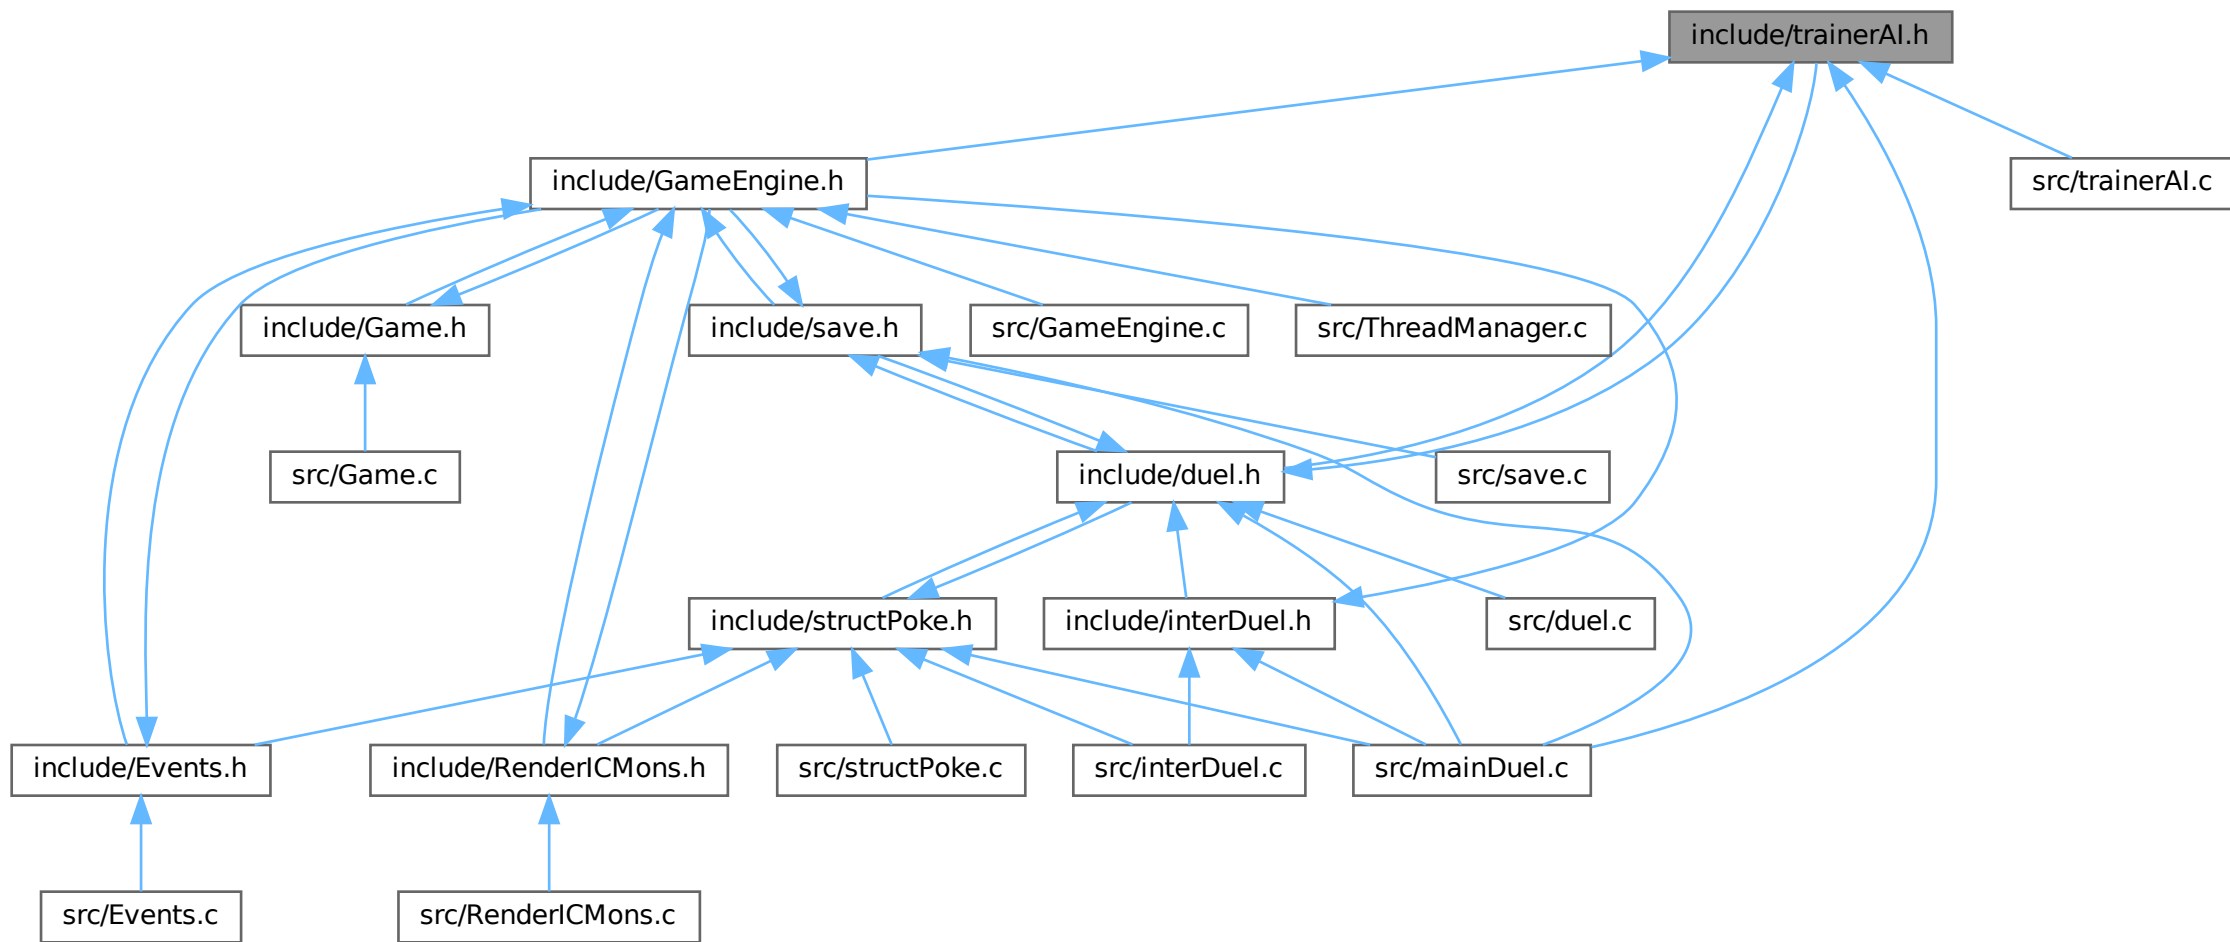 include/trainerAI.h
include/GameEngine.h
src/trainerAI.c
include/Game.h
include/save.h
src/GameEngine.c
src/ThreadManager.c
src/Game.c
include/duel.h
src/save.c
include/structPoke.h
include/interDuel.h
src/duel.c
include/Events.h
include/RenderICMons.h
src/structPoke.c
src/interDuel.c
src/mainDuel.c
src/Events.c
src/RenderICMons.c